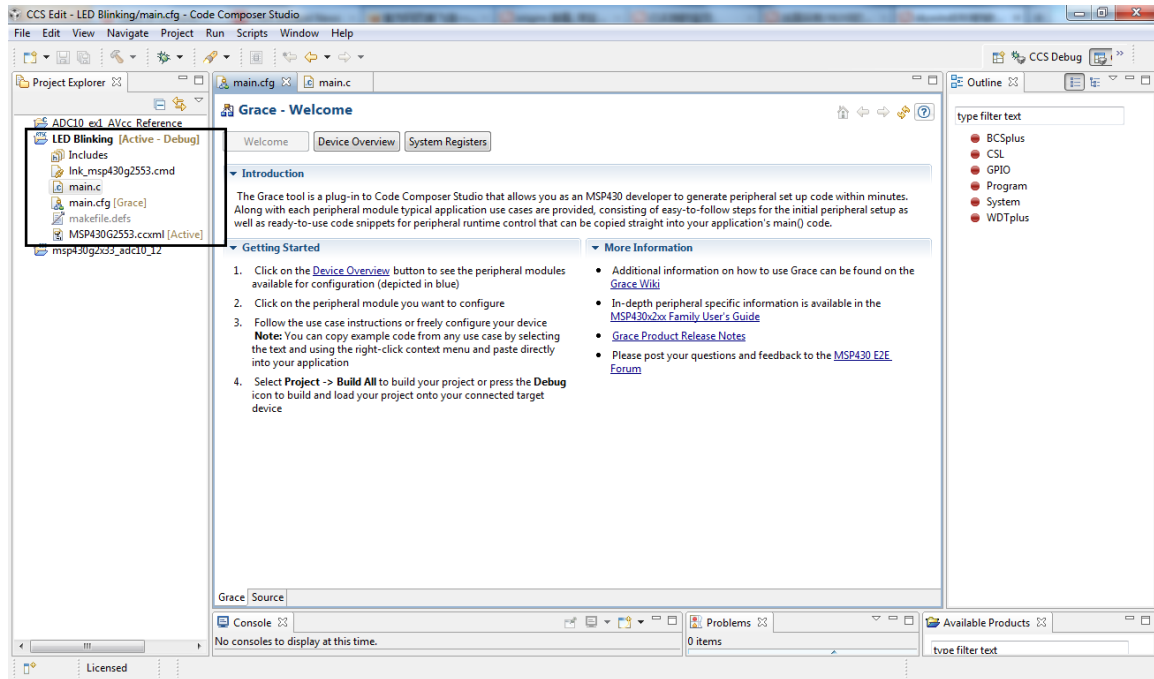 CCS Edit - LED Blinking/main.cfg - Code Composer Studio
File Edit View Navigate Project Run Scripts Window Help
CCS Debug
Project Explorer
main.cfg
main.c
Outline
ADC10_ex1_AVcc_Reference
LED Blinking [Active - Debug]
Includes
lnk_msp430g2553.cmd
main.c
main.cfg [Grace]
makefile.defs
MSP430G2553.ccxml [Active]
msp430g2x33_adc10_12
Grace - Welcome
Welcome
Device Overview
System Registers
Introduction
The Grace tool is a plug-in to Code Composer Studio that allows you as an MSP430 developer to generate peripheral set up code within minutes.
Along with each peripheral module typical application use cases are provided, consisting of easy-to-follow steps for the initial peripheral setup as
well as ready-to-use code snippets for peripheral runtime control that can be copied straight into your application's main() code.
Getting Started
1. Click on the Device Overview button to see the peripheral modules
available for configuration (depicted in blue)
2. Click on the peripheral module you want to configure
3. Follow the use case instructions or freely configure your device
Note: You can copy example code from any use case by selecting
the text and using the right-click context menu and paste directly
into your application
4. Select Project -> Build All to build your project or press the Debug
icon to build and load your project onto your connected target
device
More Information
Additional information on how to use Grace can be found on the
Grace Wiki
In-depth peripheral specific information is available in the
MSP430x2xx Family User's Guide
Grace Product Release Notes
Please post your questions and feedback to the MSP430 E2E
Forum
type filter text
BCSplus
CSL
GPIO
Program
System
WDTplus
Grace
Source
Console
No consoles to display at this time.
Problems
0 items
Available Products
type filter text
Licensed